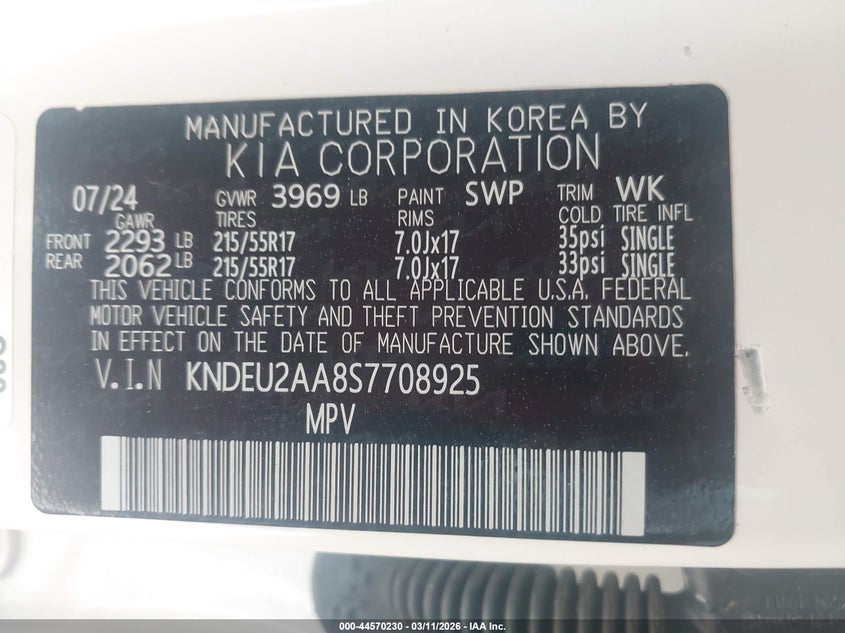 MANUFACTURED IN KOREA BY
KIA CORPORATION
07/24 GVWR 3969 LB PAINT SWP TRIM WK
GAWR TIRES RIMS COLD TIRE INFL
FRONT 2293 LB 215/55R17 7.0Jx17 35psi SINGLE
REAR 2062 LB 215/55R17 7.0Jx17 33psi SINGLE
THIS VEHICLE CONFORMS TO ALL APPLICABLE U.S.A. FEDERAL
MOTOR VEHICLE SAFETY AND THEFT PREVENTION STANDARDS
IN EFFECT ON THE DATE OF MANUFACTURE SHOWN ABOVE.
V.I.N KNDEU2AA8S7708925
MPV
000-44570230 - 03/11/2026 - IAA Inc.